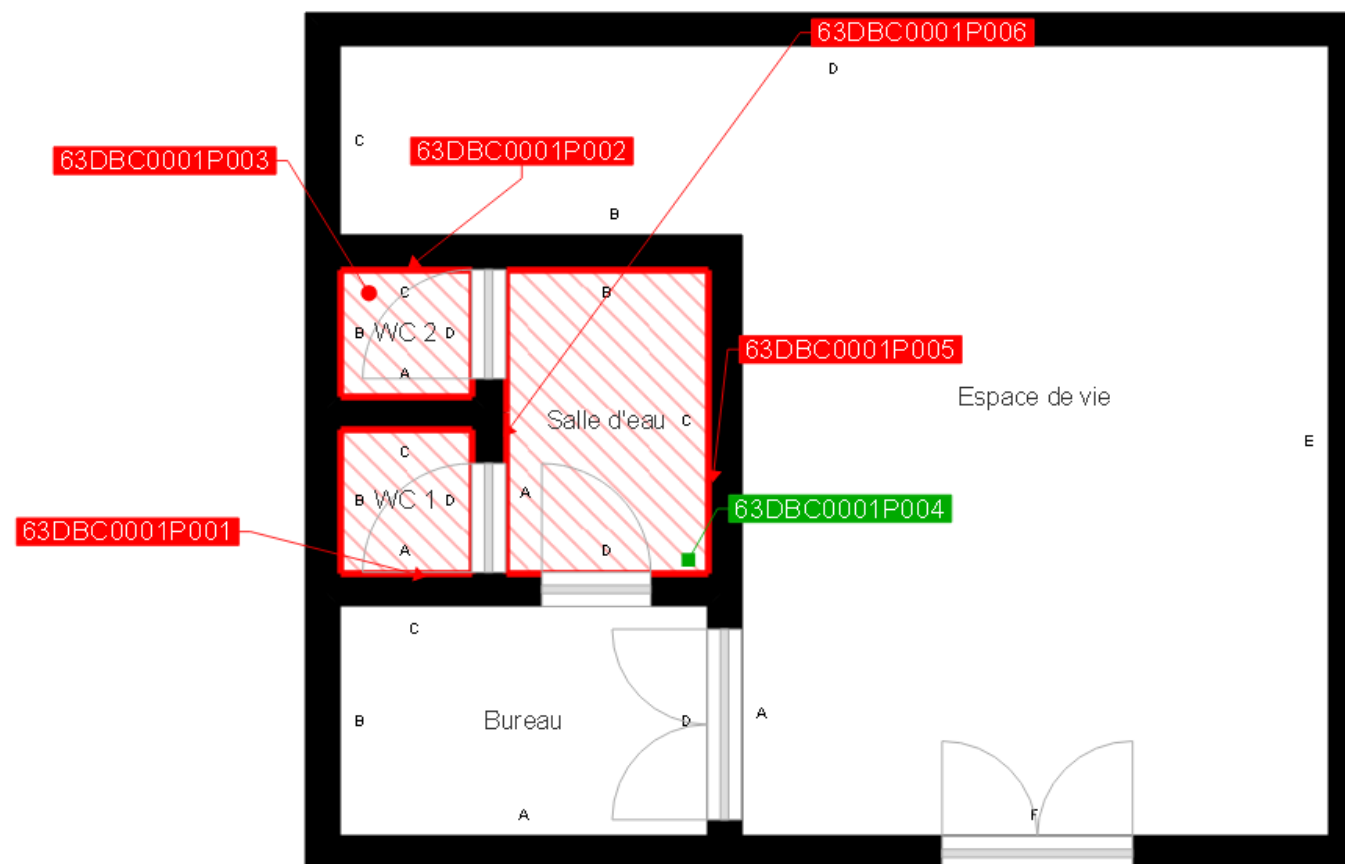 63DBC0001P006
D
C
63DBC0001P002
63DBC0001P003
B
C
B
B WC 2 D
63DBC0001P005
A
Espace de vie
Salle d'eau C
E
C
B WC 1 D
A
63DBC0001P004
63DBC0001P001
A
D
C
A
B
Bureau
D
A
F